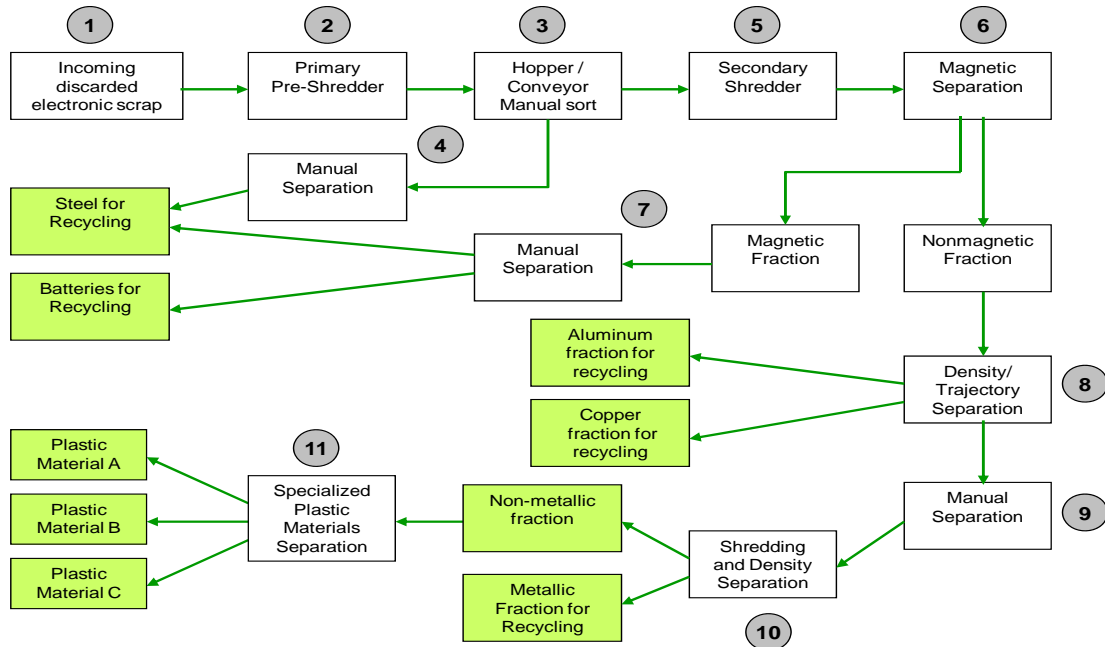 1
2
3
5
6
Incoming
discarded
electronic scrap
Primary
Pre-Shredder
Hopper /
Conveyor
Manual sort
Secondary
Shredder
Magnetic
Separation
4
Manual
Separation
Steel for
Recycling
7
Manual
Separation
Magnetic
Fraction
Nonmagnetic
Fraction
Batteries for
Recycling
Aluminum
fraction for
recycling
Density/
Trajectory
Separation
8
Copper
fraction for
recycling
11
Plastic
Material A
Specialized
Plastic
Materials
Separation
Non-metallic
fraction
Manual
Separation
9
Plastic
Material B
Shredding
and Density
Separation
Plastic
Material C
Metallic
Fraction for
Recycling
10